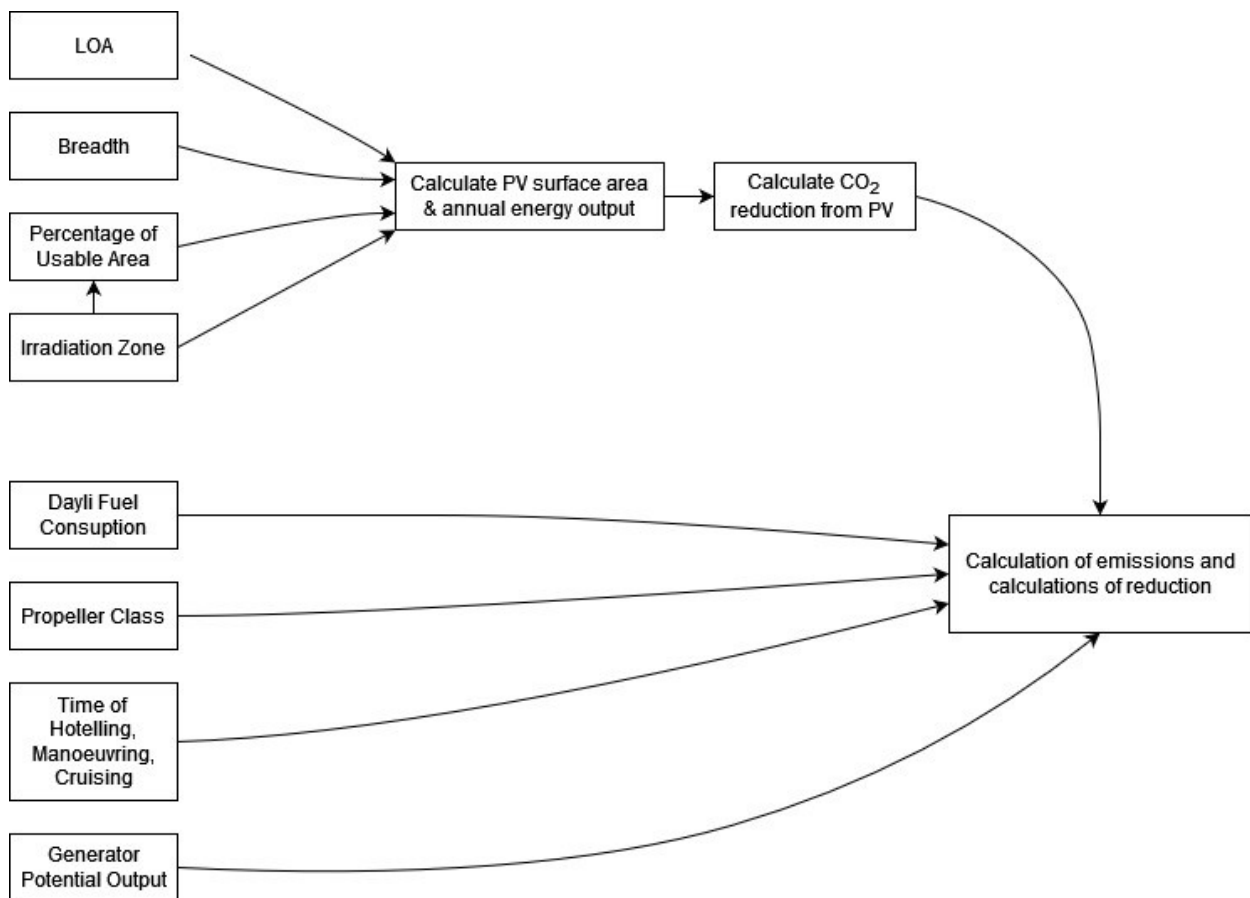 LOA
Breadth
Percentage of
Usable Area
Irradiation Zone
Calculate PV surface area
& annual energy output
Calculate CO₂
reduction from PV
Dayli Fuel
Consuption
Propeller Class
Time of
Hotelling,
Manoeuvring,
Cruising
Generator
Potential Output
Calculation of emissions and
calculations of reduction